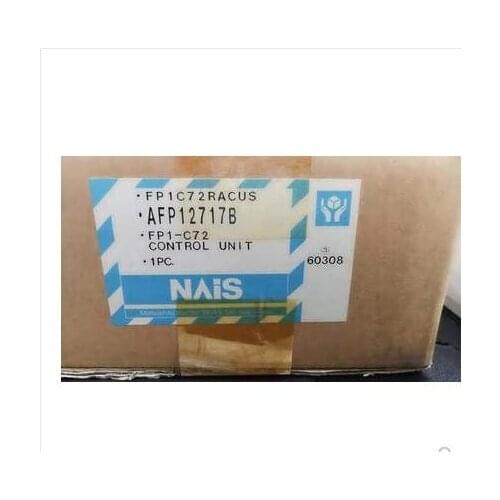 · FP1C72RACUS
· AFP12717B
· FP1-C72
CONTROL UNIT
· 1PC.
60308
NAiS